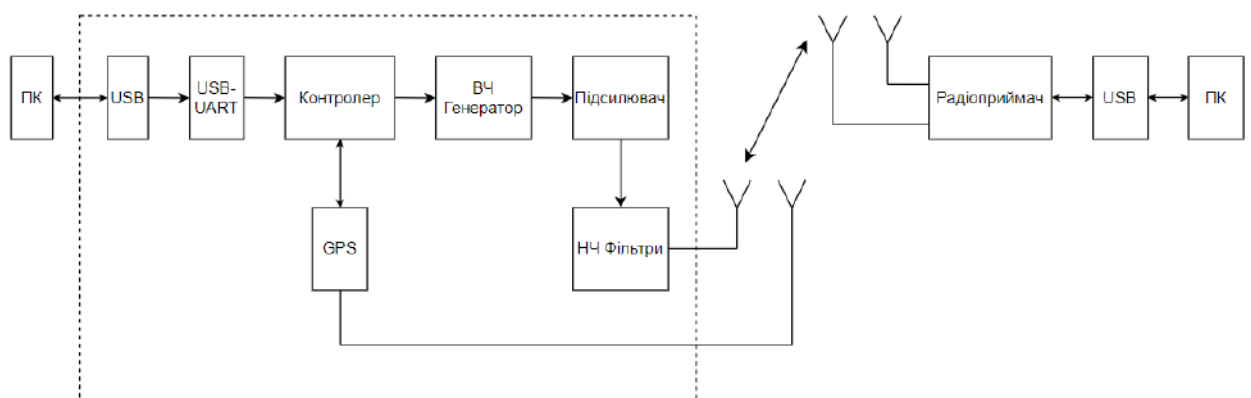 ПК
USB
USB-
UART
Контролер
ВЧ
Генератор
Підсилювач
Радіоприймач
USB
ПК
GPS
НЧ Фільтри